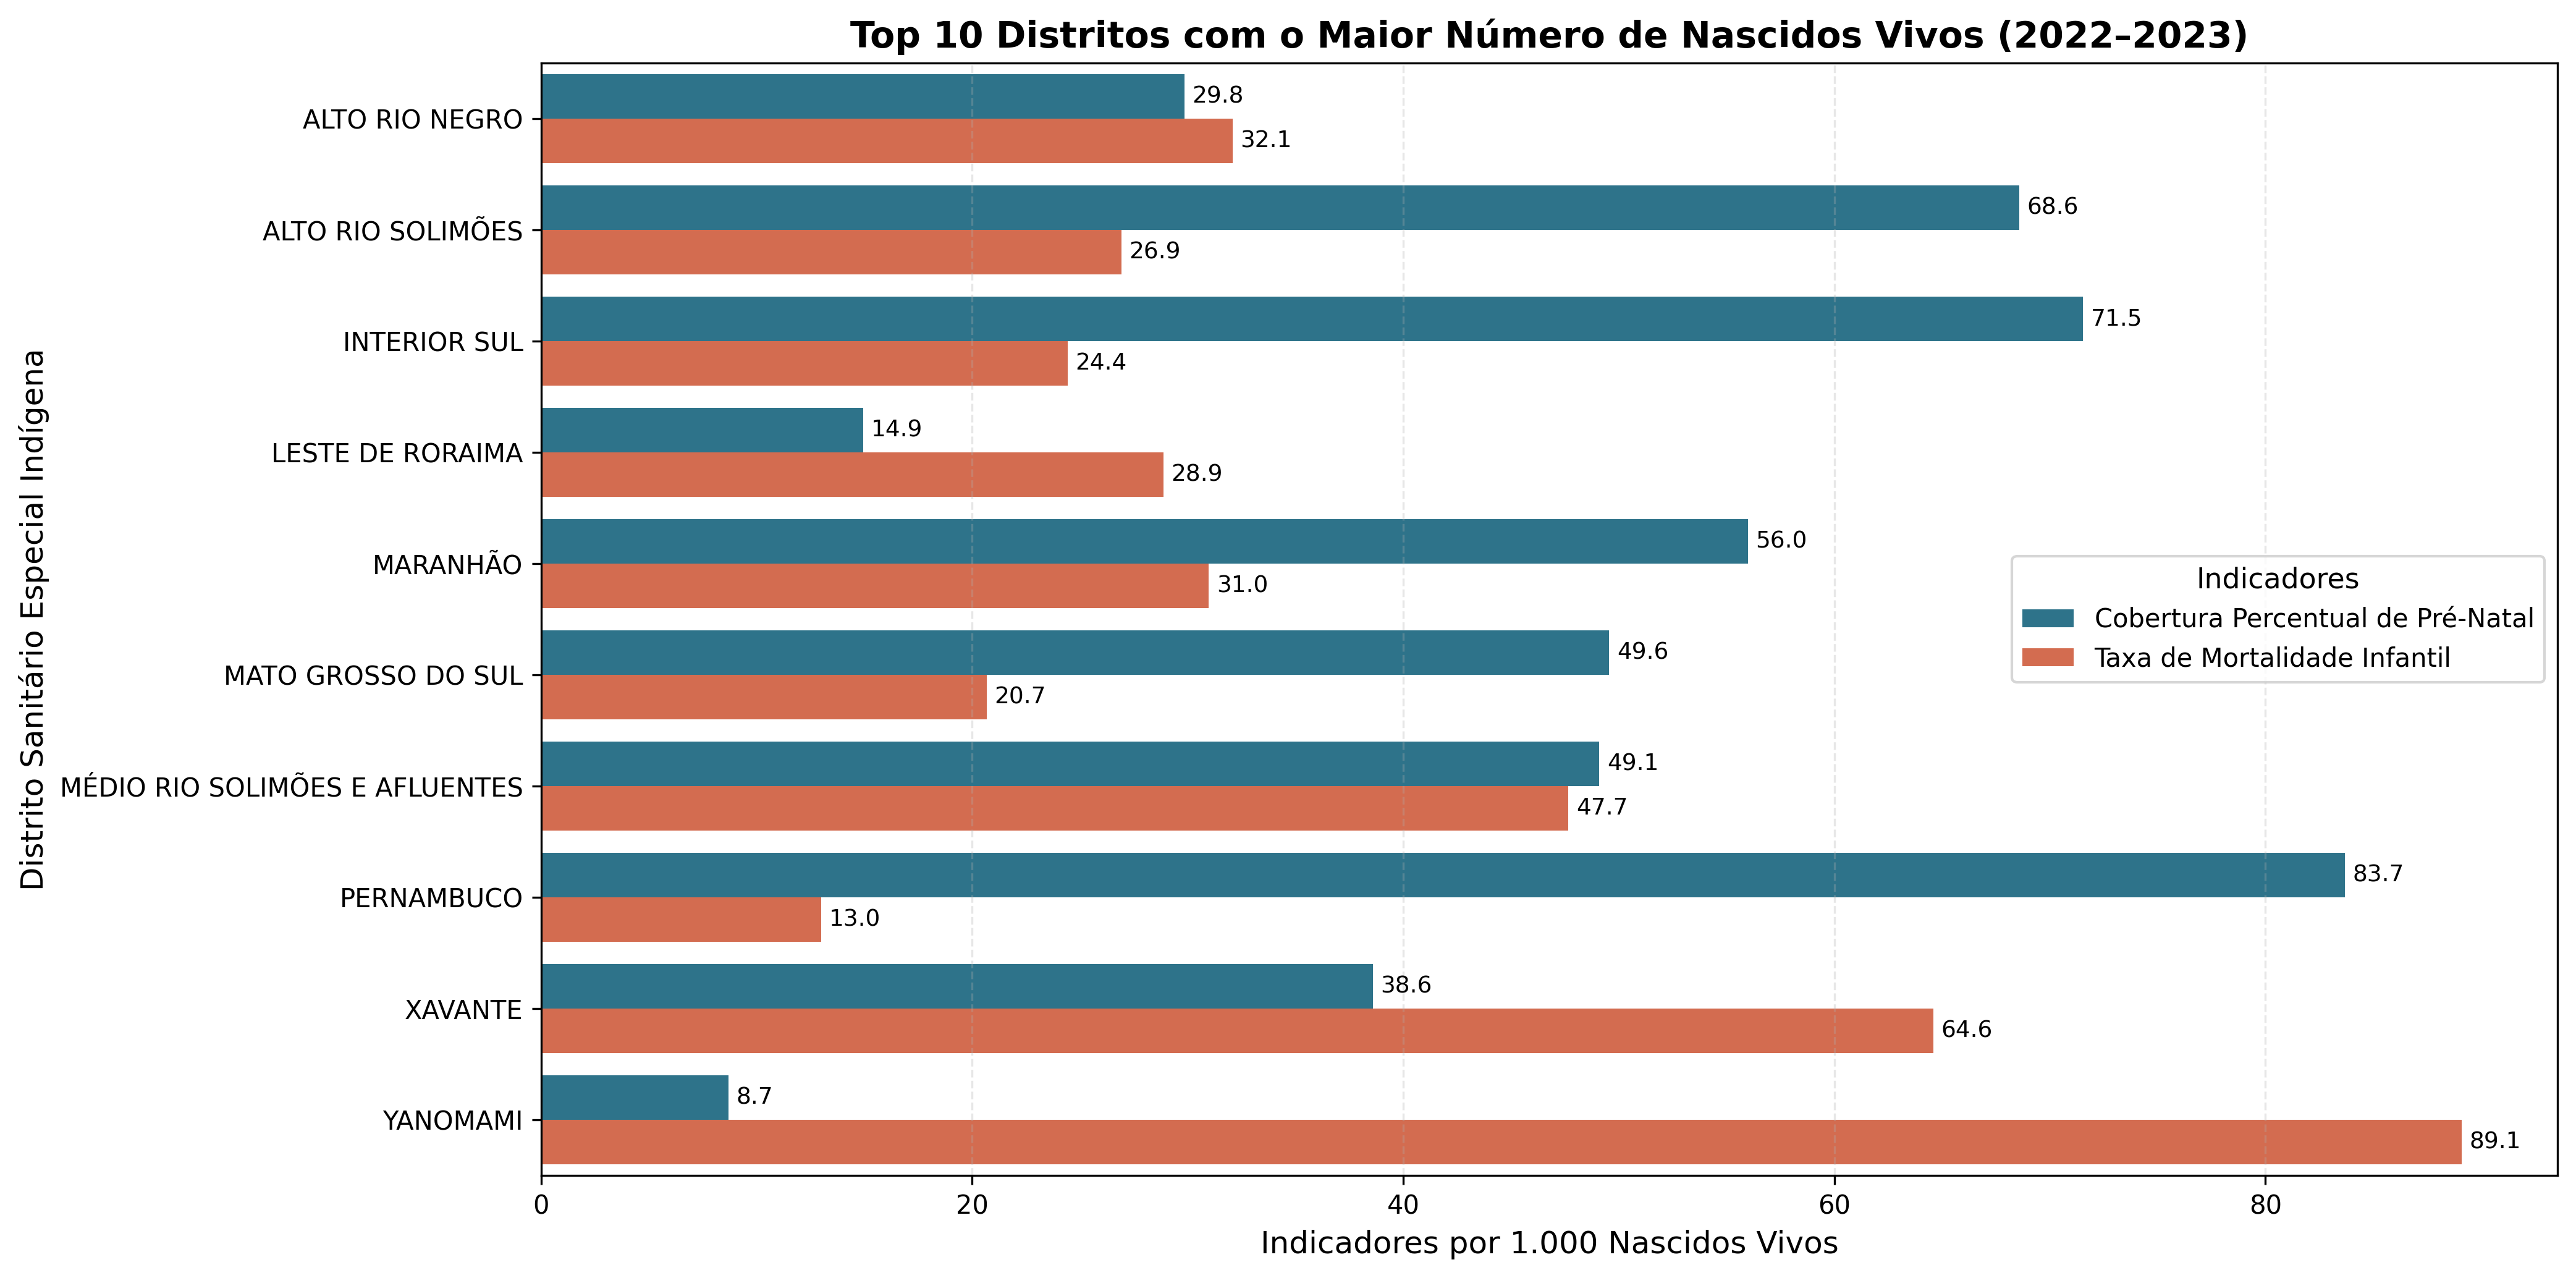 Top 10 Distritos com o Maior Número de Nascidos Vivos (2022–2023)
Distrito Sanitário Especial Indígena
ALTO RIO NEGRO
29.8
32.1
ALTO RIO SOLIMÕES
68.6
26.9
INTERIOR SUL
71.5
24.4
LESTE DE RORAIMA
14.9
28.9
MARANHÃO
56.0
31.0
MATO GROSSO DO SUL
49.6
20.7
MÉDIO RIO SOLIMÕES E AFLUENTES
49.1
47.7
PERNAMBUCO
83.7
13.0
XAVANTE
38.6
64.6
YANOMAMI
8.7
89.1
Indicadores
Cobertura Percentual de Pré-Natal
Taxa de Mortalidade Infantil
0 20 40 60 80
Indicadores por 1.000 Nascidos Vivos